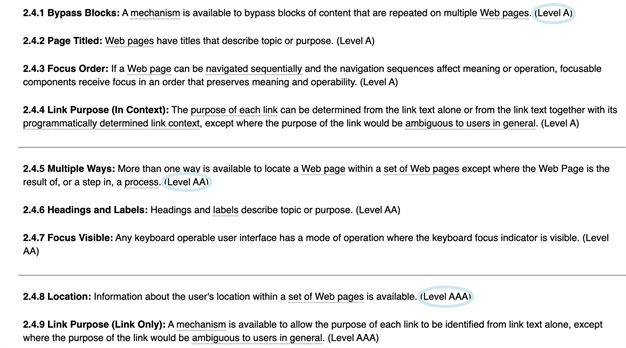 2.4.1 Bypass Blocks: A mechanism is available to bypass blocks of content that are repeated on multiple Web pages. (Level A)
2.4.2 Page Titled: Web pages have titles that describe topic or purpose. (Level A)
2.4.3 Focus Order: If a Web page can be navigated sequentially and the navigation sequences affect meaning or operation, focusable
components receive focus in an order that preserves meaning and operability. (Level A)
2.4.4 Link Purpose (In Context): The purpose of each link can be determined from the link text alone or from the link text together with its
programmatically determined link context, except where the purpose of the link would be ambiguous to users in general. (Level A)
2.4.5 Multiple Ways: More than one way is available to locate a Web page within a set of Web pages except where the Web Page is the
result of, or a step in, a process. (Level AA)
2.4.6 Headings and Labels: Headings and labels describe topic or purpose. (Level AA)
2.4.7 Focus Visible: Any keyboard operable user interface has a mode of operation where the keyboard focus indicator is visible. (Level
AA)
2.4.8 Location: Information about the user's location within a set of Web pages is available. (Level AAA)
2.4.9 Link Purpose (Link Only): A mechanism is available to allow the purpose of each link to be identified from link text alone, except
where the purpose of the link would be ambiguous to users in general. (Level AAA)